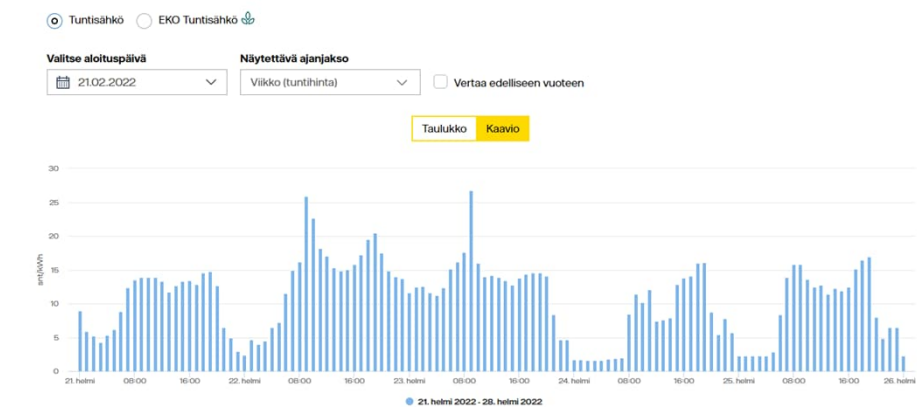 Tuntisähkö EKO Tuntisähkö
Valitse aloituspäivä Näytettävä ajanjakso
21.02.2022 Viikko (tuntihinta) Vertaa edelliseen vuoteen
Taulukko Kaavio
30
25
20
15
10
5
0
snt/kWh
21. helmi 08:00 16:00 22. helmi 08:00 16:00 23. helmi 08:00 16:00 24. helmi 08:00 16:00 25. helmi 08:00 16:00 26. helmi
21. helmi 2022 - 28. helmi 2022